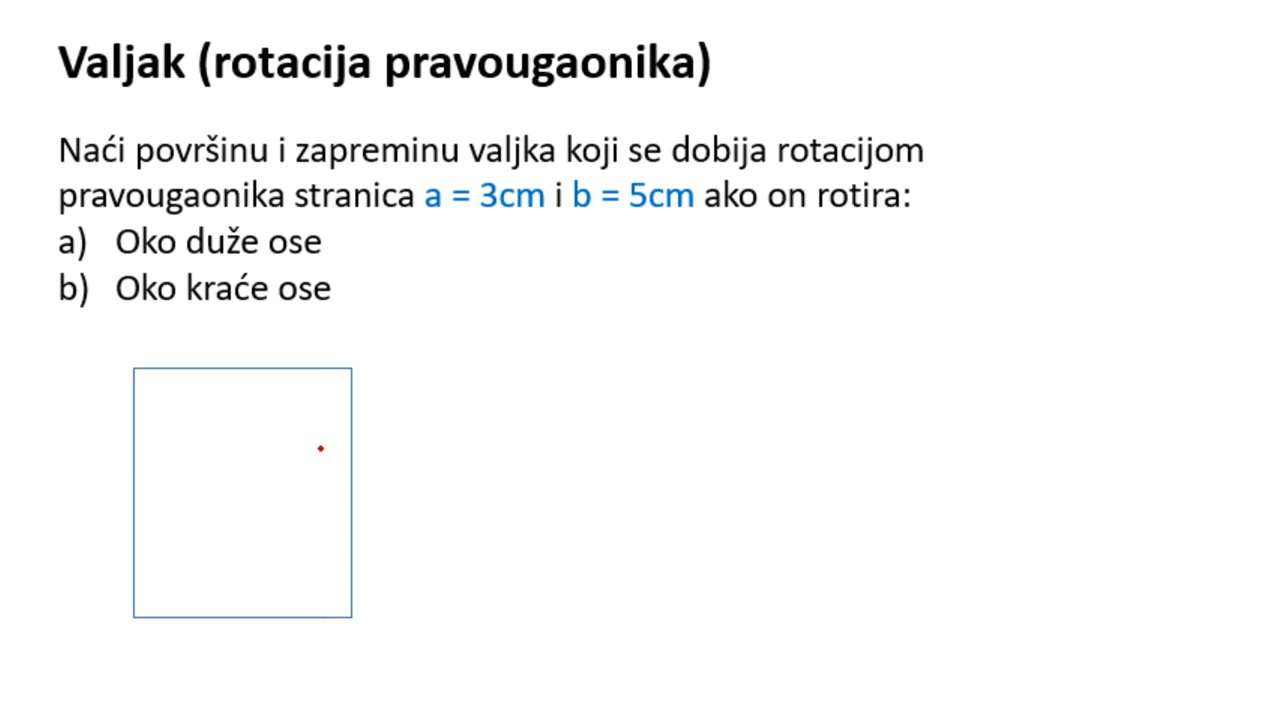 Valjak (rotacija pravougaonika)
Naći površinu i zapreminu valjka koji se dobija rotacijom
pravougaonika stranica a = 3cm i b = 5cm ako on rotira:
a) Oko duže ose
b) Oko kraće ose